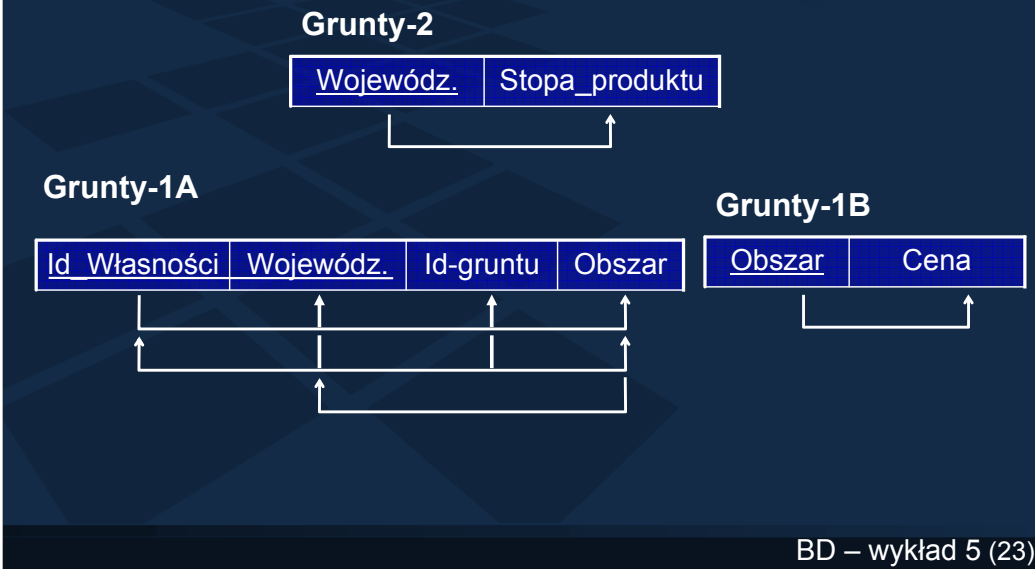 Grunty-2
Wojewódz. Stopa_produktu
Grunty-1A
Grunty-1B
Id_Własności Wojewódz. Id-gruntu Obszar
Obszar Cena
BD – wykład 5 (23)